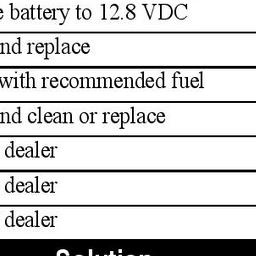 battery to 12.8 VDC
nd replace
with recommended fuel
nd clean or replace
dealer
dealer
dealer
Solution